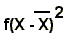 f(X - X̅)²